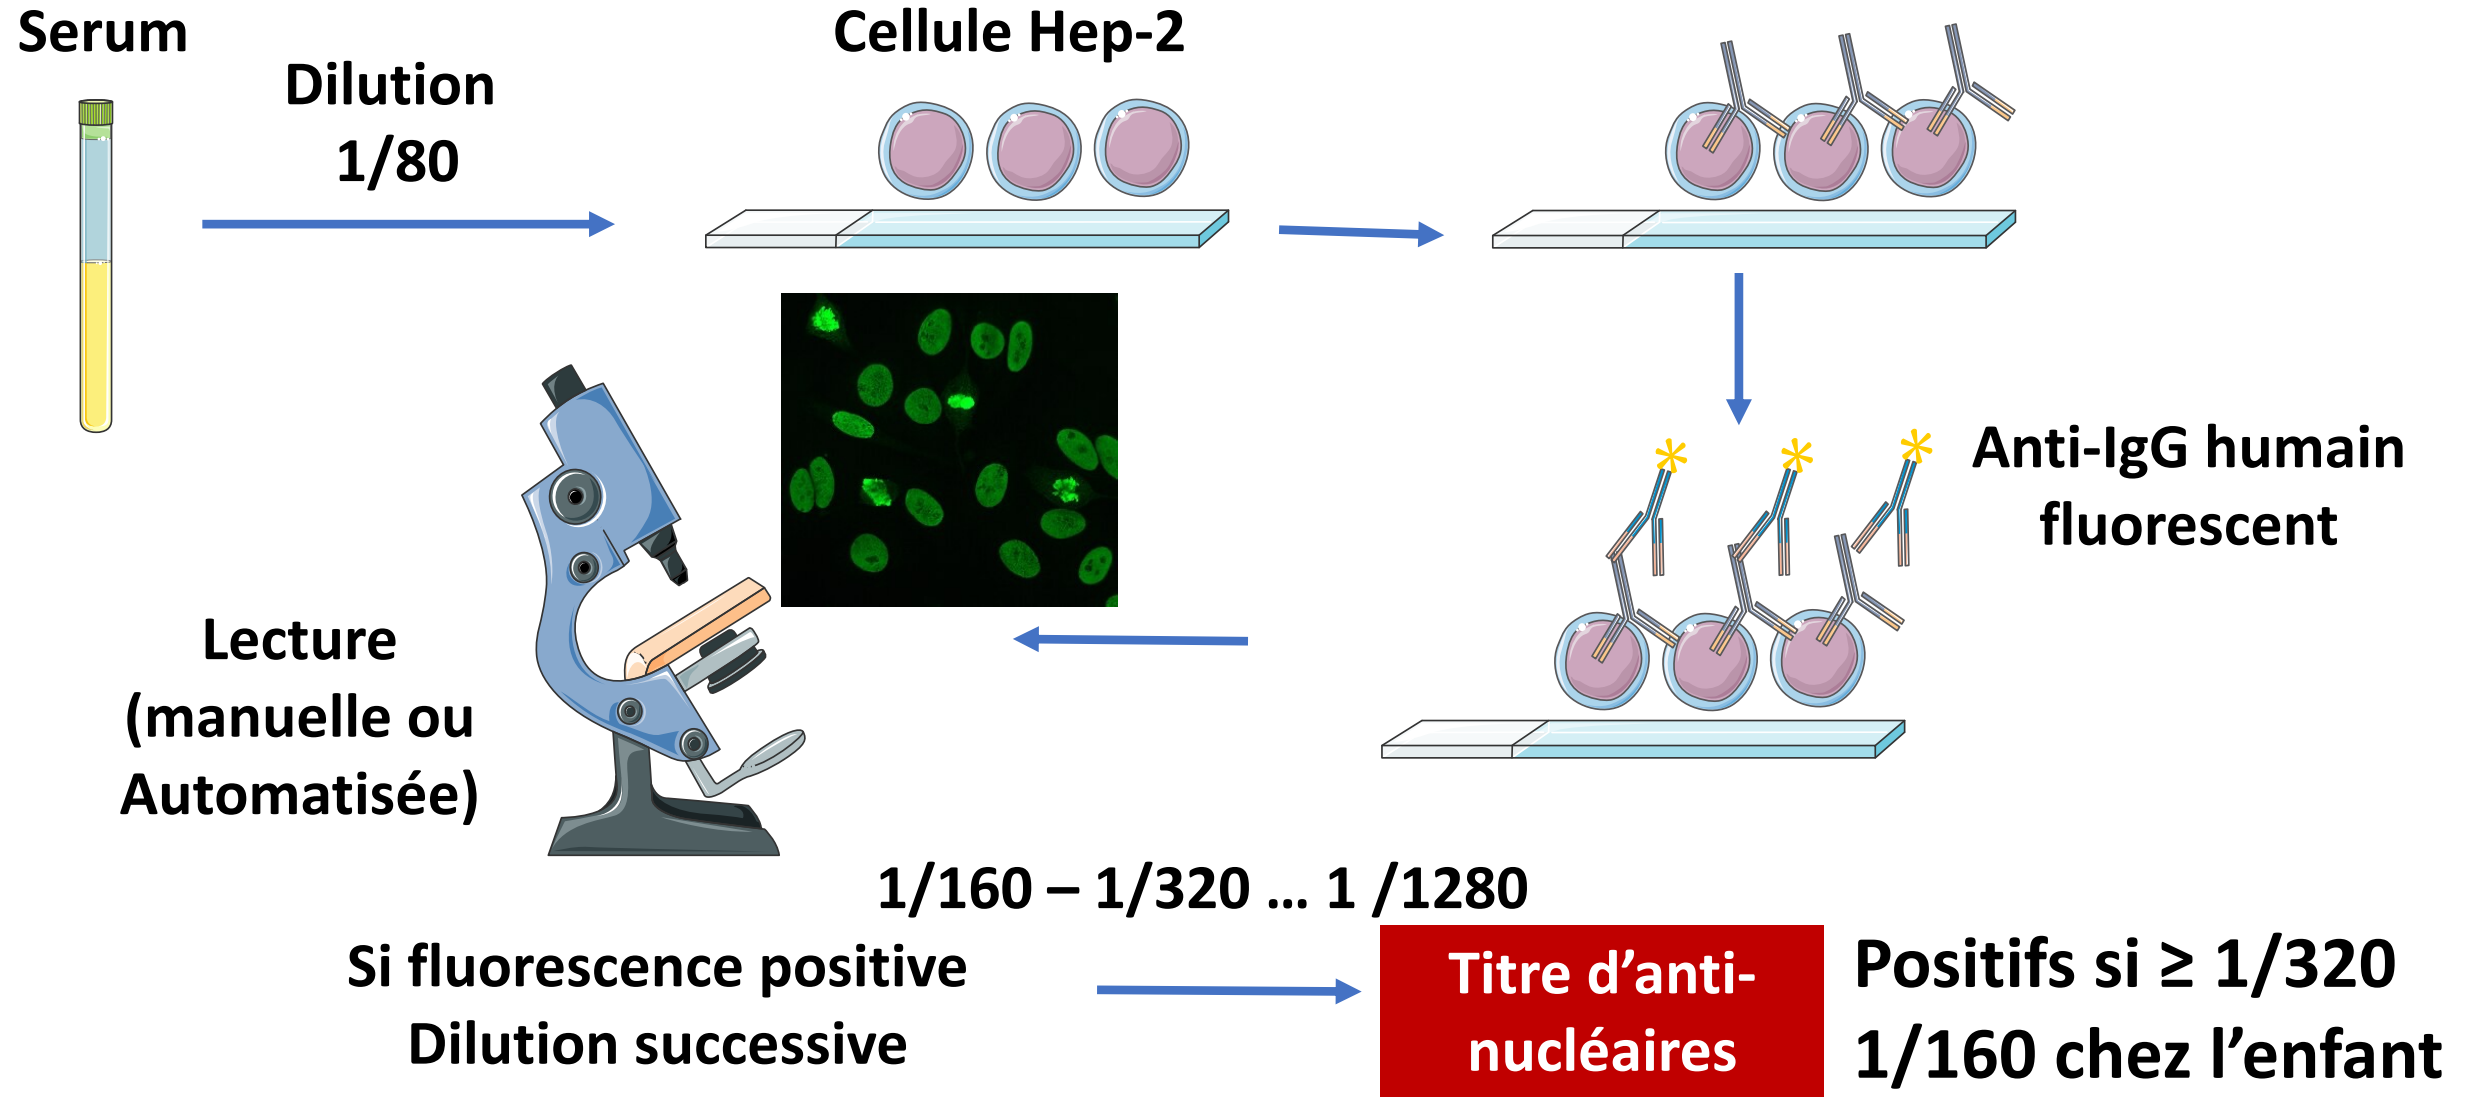 Serum
Dilution
1/80
Cellule Hep-2
Anti-IgG humain
fluorescent
Lecture
(manuelle ou
Automatisée)
1/160 – 1/320 ... 1 /1280
Si fluorescence positive
Dilution successive
Titre d’anti-
nucléaires
Positifs si ≥ 1/320
1/160 chez l’enfant